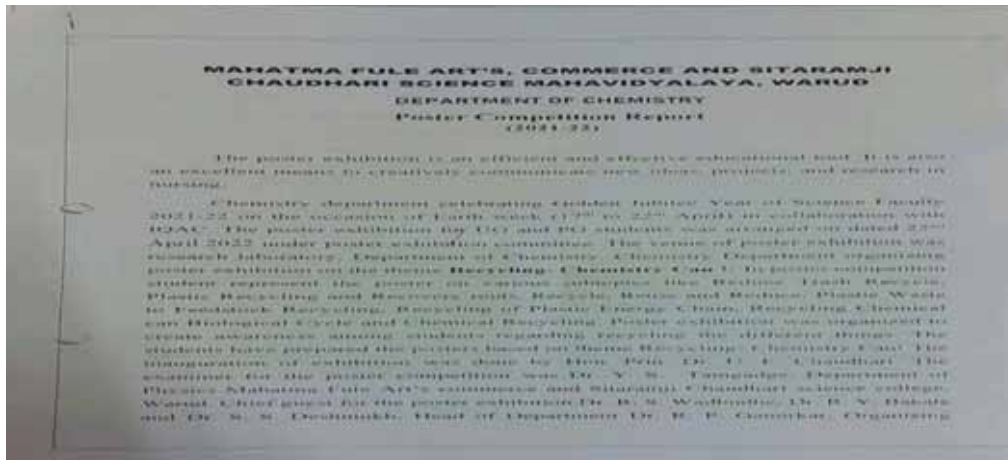 MAHATMA FULE ART'S, COMMERCE AND SITARAMJI
CHAUDHARI SCIENCE MAHAVIDYALAYA, WARUD
DEPARTMENT OF CHEMISTRY
Poster Competition Report
(2021-22)
The poster exhibition is an efficient and effective educational tool. It is also
an excellent means to creatively communicate new ideas, projects, and research in
nursing.
Chemistry department celebrating Golden Jubilee Year of Science Faculty
2021-22 on the occasion of Earth week (17th to 22nd April) in collaboration with
IQAC. The poster exhibition for UG and PG students was arranged on dated 22nd
April 2022 under poster exhibition committee. The venue of poster exhibition was
research laboratory, Department of Chemistry. Chemistry Department organizing
poster exhibition on the theme Recycling: Chemistry Can!. In poster competition
student represent the poster on various subtopics like Reduce Trash Recycle,
Plastic Recycling and Recovery Recycle, Reuse and Reduce, Plastic Waste
to Feedstock Recycling, Recycling of Plastic Energy Chain, Recycling Chemical
can Biological Cycle and Chemical Recycling. Poster exhibition was organized to
create awareness among students regarding recycling the different things. The
students have prepared the posters based on theme Recycling: Chemistry Can! The
inauguration of exhibition was done by Hon. Prin. Dr. Chaudhari. The
examiner for the poster competition was Dr. Y. S. Tamgadge, Department of
Physics, Mahatma Fule Art's commerce and Sitaramji Chaudhari science college,
Warud. Chief guest for the poster exhibition Dr. B. S. Dr.
and Dr. S. S. Deshmukh, Head of Department Dr. R. P. Organizing